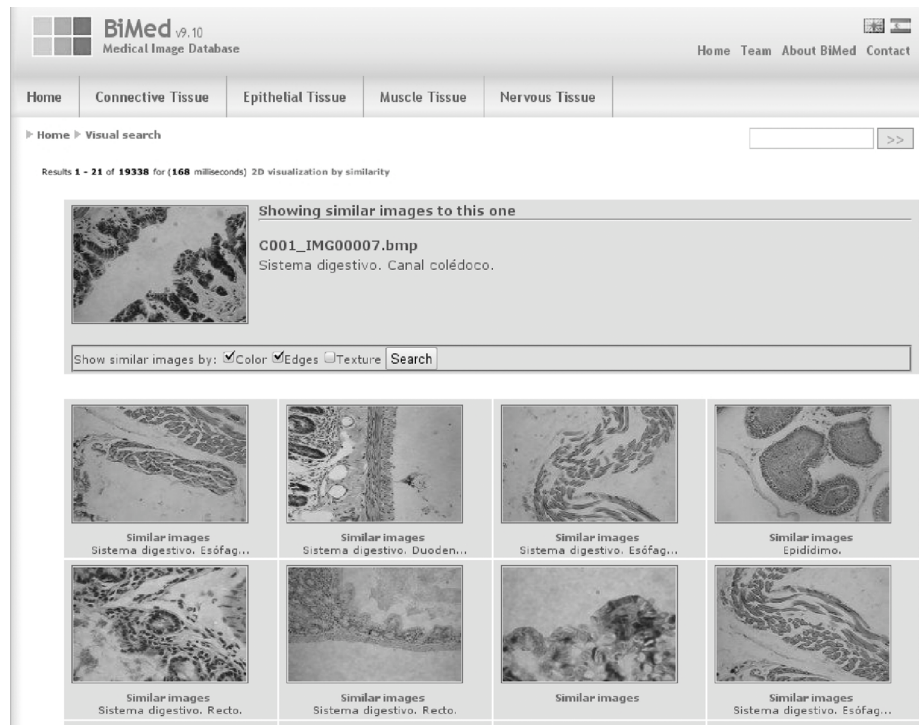 BiMed v9.10
Medical Image Database
Home Team About BiMed Contact
Home Connective Tissue Epithelial Tissue Muscle Tissue Nervous Tissue
Home Visual search
>>
Results 1 - 21 of 19338 for (168 milliseconds) 2D visualization by similarity
Showing similar images to this one
C001_IMG00007.bmp
Sistema digestivo. Canal colédoco.
Show similar images by: Color Edges Texture Search
Similar images
Sistema digestivo. Esófag...
Similar images
Sistema digestivo. Duoden...
Similar images
Sistema digestivo. Esófag...
Similar images
Epidídimo.
Similar images
Sistema digestivo. Recto.
Similar images
Sistema digestivo. Recto.
Similar images
Similar images
Sistema digestivo. Esófag...